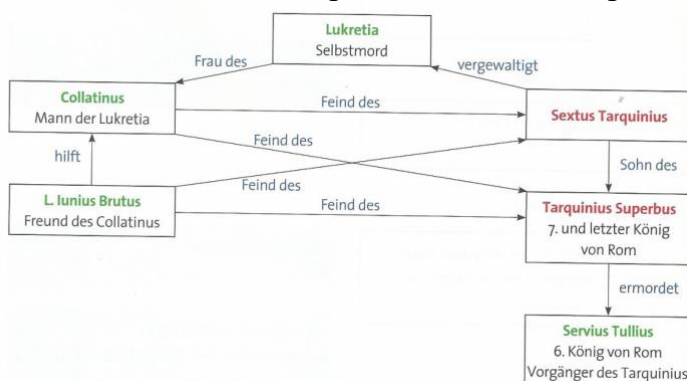 Lukretia
Selbstmord
Frau des
vergewaltigt
Collatinus
Mann der Lukretia
Feind des
Sextus Tarquinius
hilft
Feind des
Sohn des
Feind des
L. Iunius Brutus
Freund des Collatinus
Feind des
Tarquinius Superbus
7. und letzter König
von Rom
ermordet
Servius Tullius
6. König von Rom
Vorgänger des Tarquinius